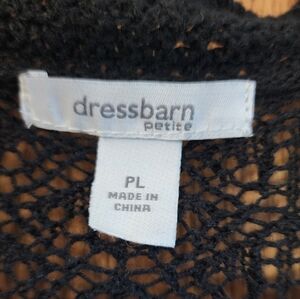 dressbarn
petite
PL
MADE IN
CHINA